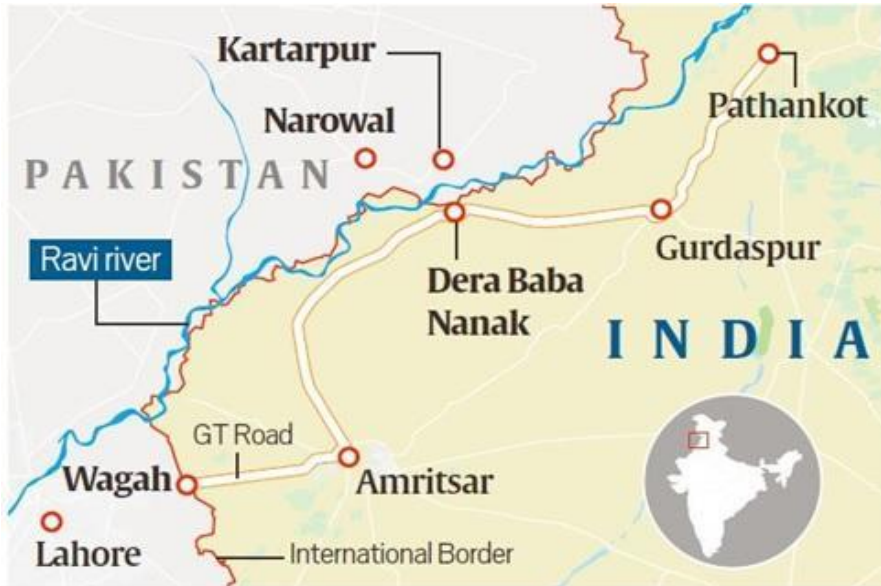 Kartarpur
Pathankot
Narowal
PAKISTAN
Ravi river
Dera Baba
Nanak
Gurdaspur
INDIA
GT Road
Wagah
Amritsar
Lahore
International Border